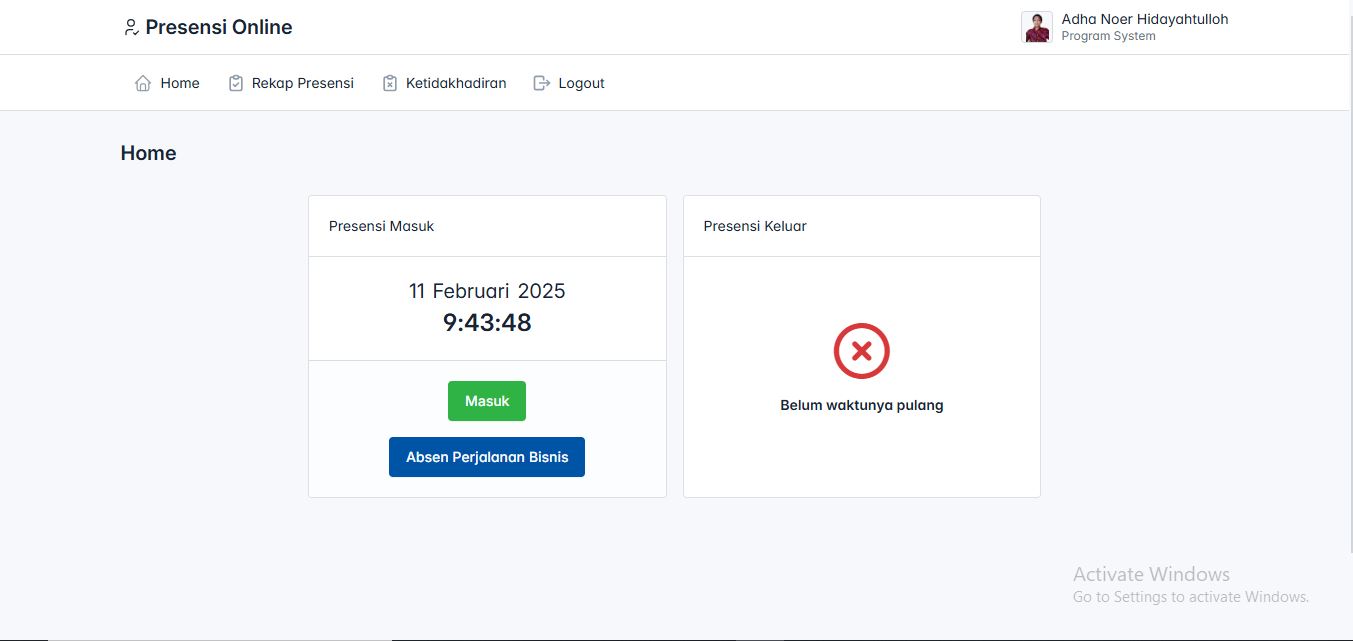 Presensi Online
Adha Noer Hidayahtulloh
Program System
Home
Rekap Presensi
Ketidakhadiran
Logout
Home
Presensi Masuk
11 Februari 2025
9:43:48
Masuk
Absen Perjalanan Bisnis
Presensi Keluar
Belum waktunya pulang
Activate Windows
Go to Settings to activate Windows.